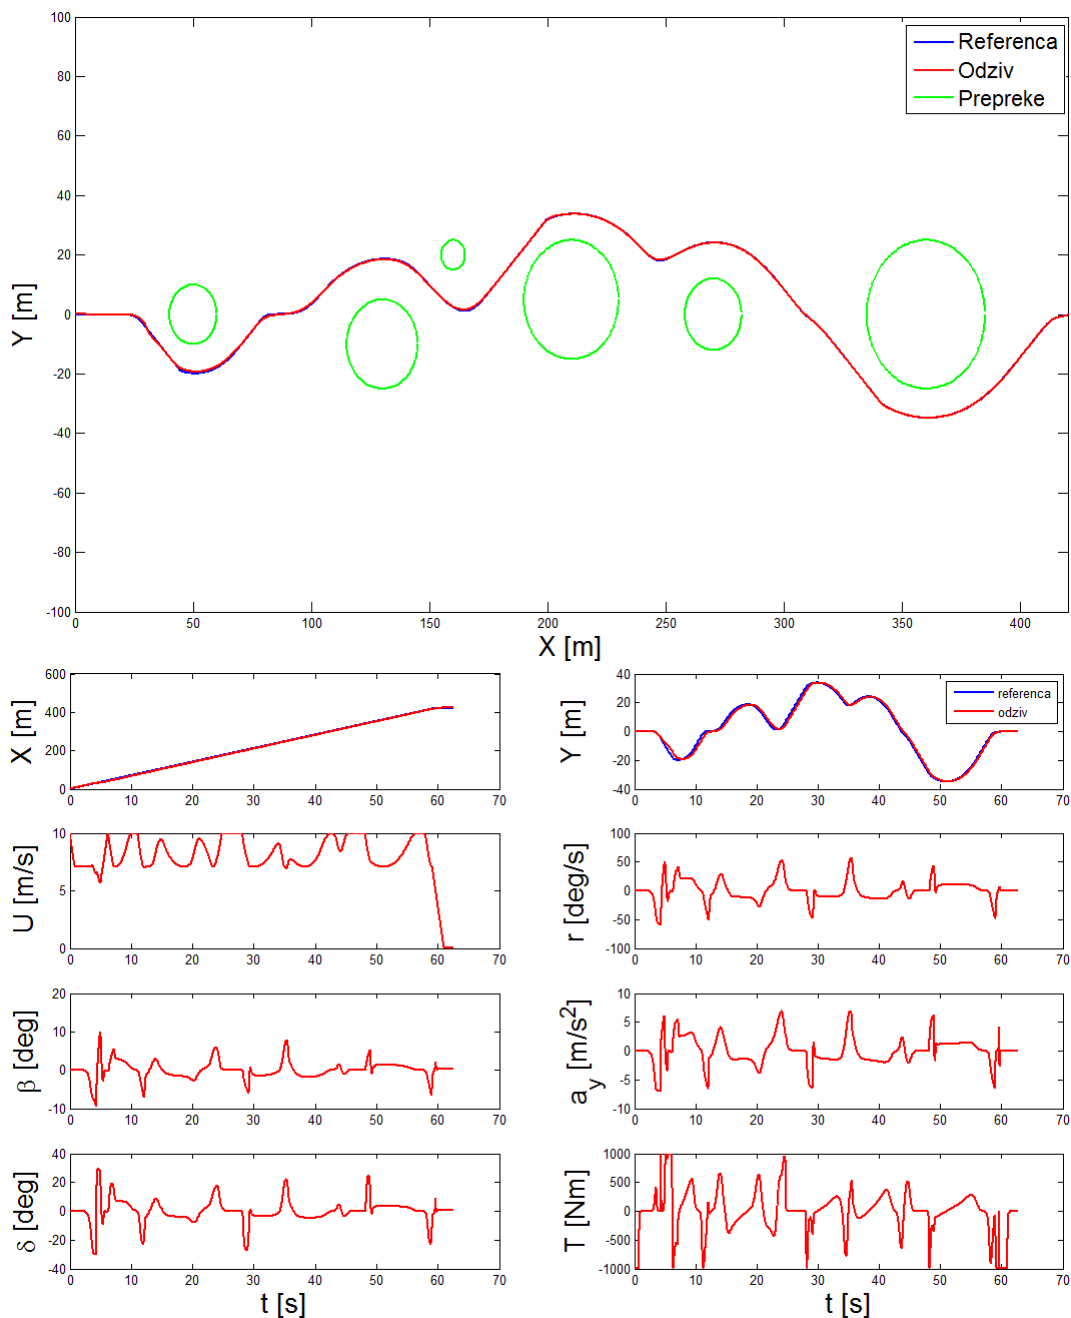 100
80
60
40
20
0
-20
-40
-60
-80
-100
Y [m]
Referenca
Odziv
Prepreke
0 50 100 150 200 250 300 350 400
X [m]
600
400
200
0
X [m]
0 10 20 30 40 50 60 70
40
20
0
-20
-40
Y [m]
referenca
odziv
0 10 20 30 40 50 60 70
10
5
0
U [m/s]
0 10 20 30 40 50 60 70
100
50
0
-50
-100
r [deg/s]
0 10 20 30 40 50 60 70
20
10
0
-10
β [deg]
0 10 20 30 40 50 60 70
10
5
0
-5
-10
a_y [m/s²]
0 10 20 30 40 50 60 70
40
20
0
-20
-40
δ [deg]
0 10 20 30 40 50 60 70
t [s]
1000
500
0
-500
-1000
T [Nm]
0 10 20 30 40 50 60 70
t [s]